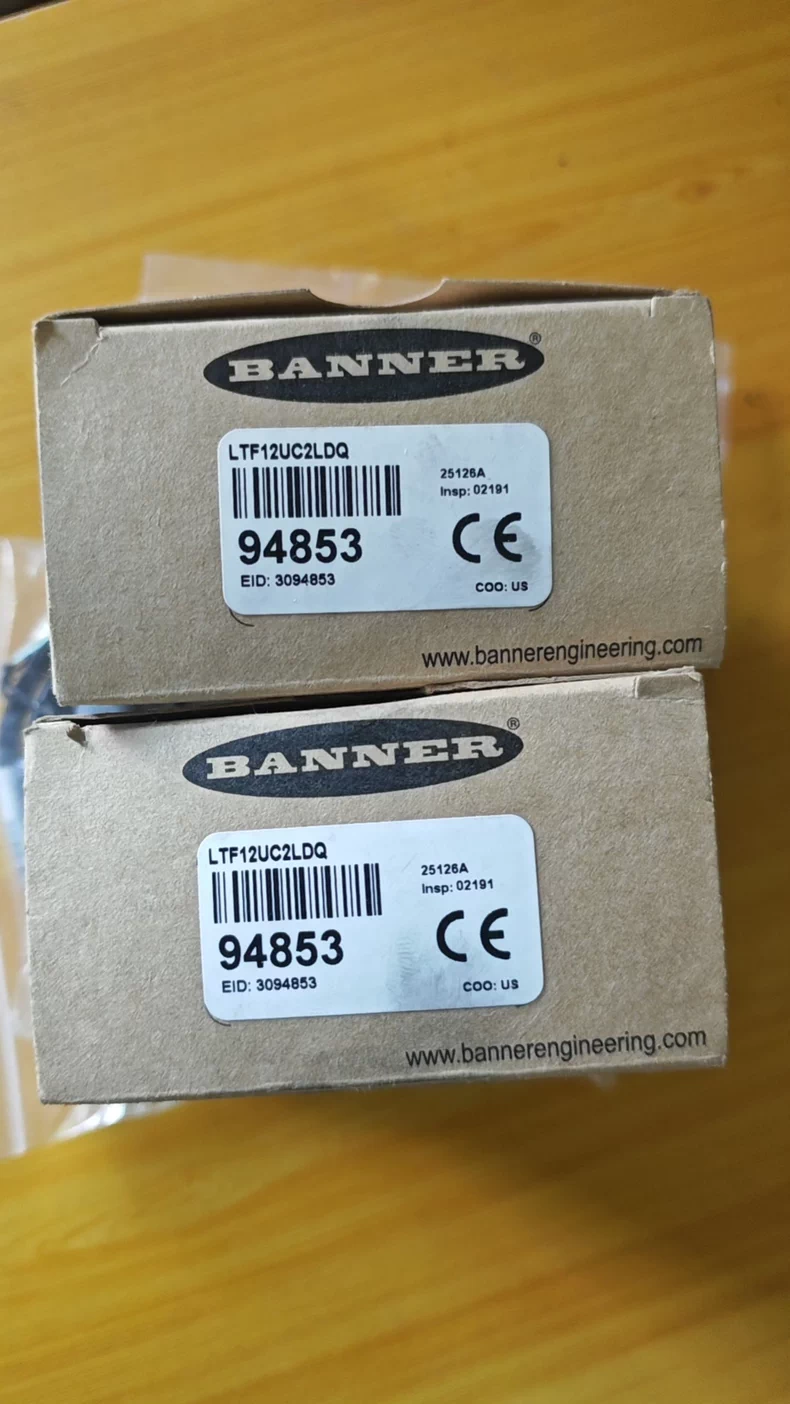 BANNER®
LTF12UC2LDQ
25126A
Insp: 02191
94853
EID: 3094853
CE
COO: US
www.bannerengineering.com
BANNER®
LTF12UC2LDQ
25126A
Insp: 02191
94853
EID: 3094853
CE
COO: US
www.bannerengineering.com